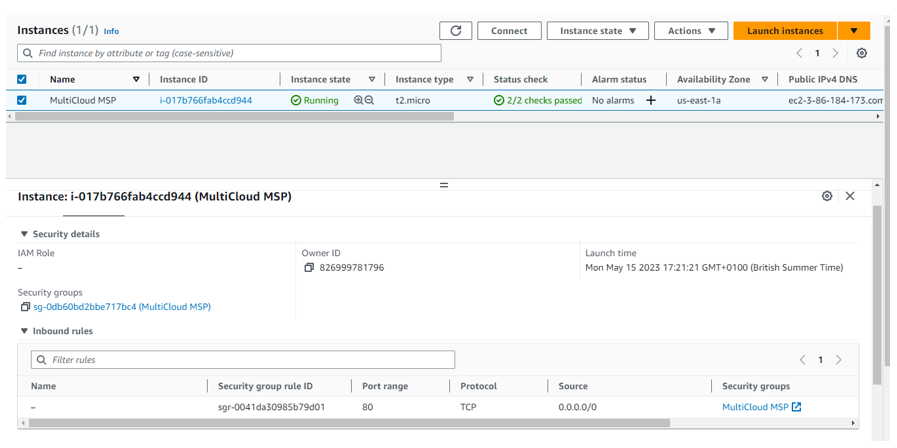 Instances (1/1) Info
Connect
Instance state
Actions
Launch instances
Find instance by attribute or tag (case-sensitive)
1
Name Instance ID Instance state Instance type Status check Alarm status Availability Zone Public IPv4 DNS
MultiCloud MSP i-017b766fab4ccd944 Running t2.micro 2/2 checks passed No alarms + us-east-1a ec2-3-86-184-173.com
Instance: i-017b766fab4ccd944 (MultiCloud MSP)
Security details
IAM Role Owner ID Launch time
– 826999781796 Mon May 15 2023 17:21:21 GMT+0100 (British Summer Time)
Security groups
sg-0db60bd2bbe717bc4 (MultiCloud MSP)
Inbound rules
Filter rules
1
Name Security group rule ID Port range Protocol Source Security groups
– sgr-0041da30985b79d01 80 TCP 0.0.0.0/0 MultiCloud MSP